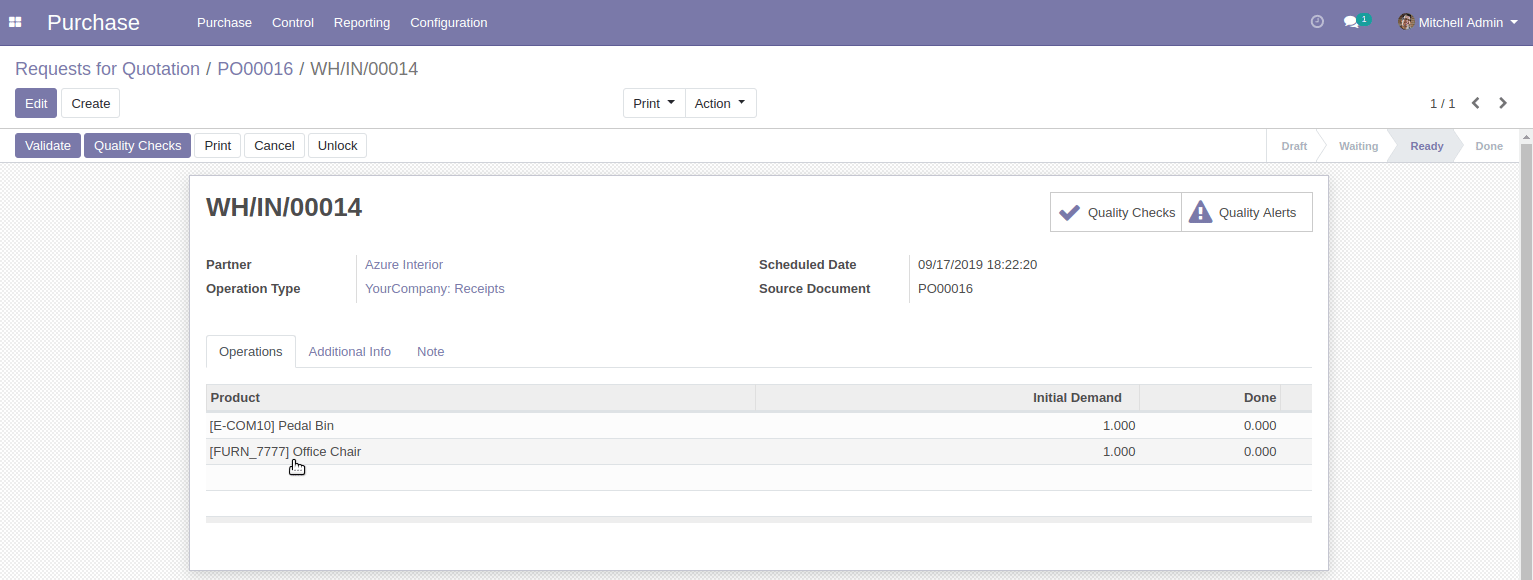 Purchase Purchase Control Reporting Configuration 1 Mitchell Admin
Requests for Quotation / PO00016 / WH/IN/00014
Edit Create Print Action 1 / 1
Validate Quality Checks Print Cancel Unlock Draft Waiting Ready Done
WH/IN/00014 Quality Checks Quality Alerts
Partner Azure Interior Scheduled Date 09/17/2019 18:22:20
Operation Type YourCompany: Receipts Source Document PO00016
Operations Additional Info Note
Product Initial Demand Done
[E-COM10] Pedal Bin 1.000 0.000
[FURN_7777] Office Chair 1.000 0.000